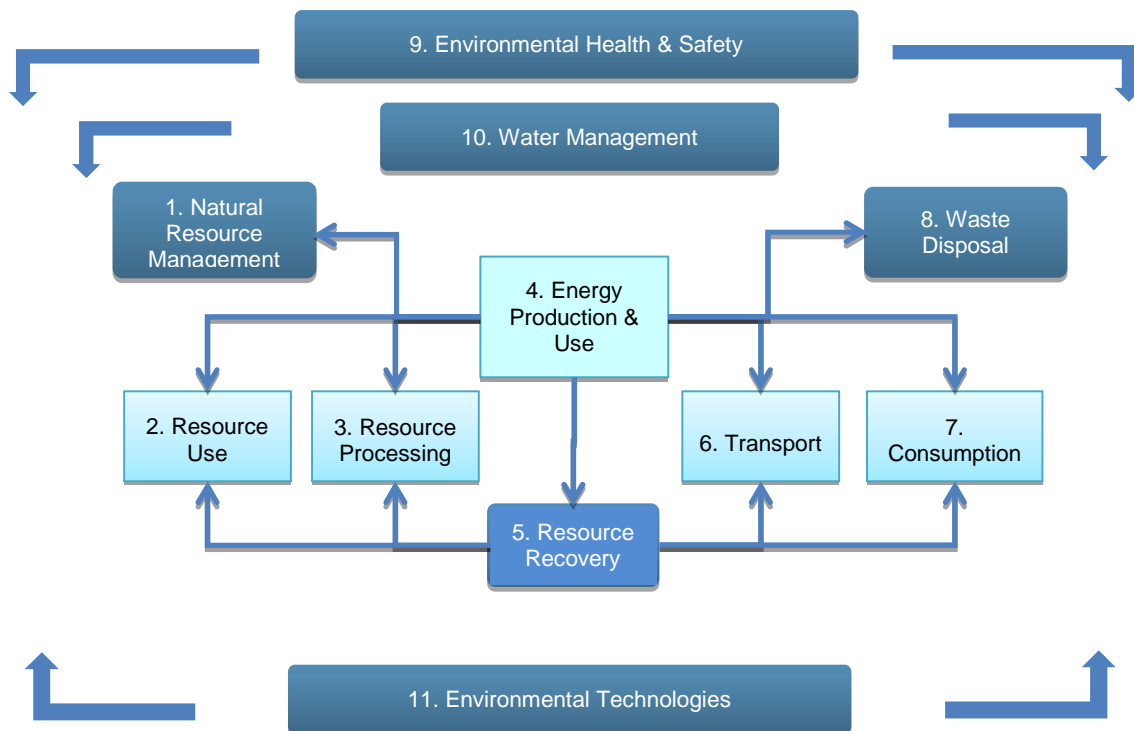 9. Environmental Health & Safety
10. Water Management
1. Natural
Resource
Management
8. Waste
Disposal
4. Energy
Production &
Use
2. Resource
Use
3. Resource
Processing
6. Transport
7.
Consumption
5. Resource
Recovery
11. Environmental Technologies